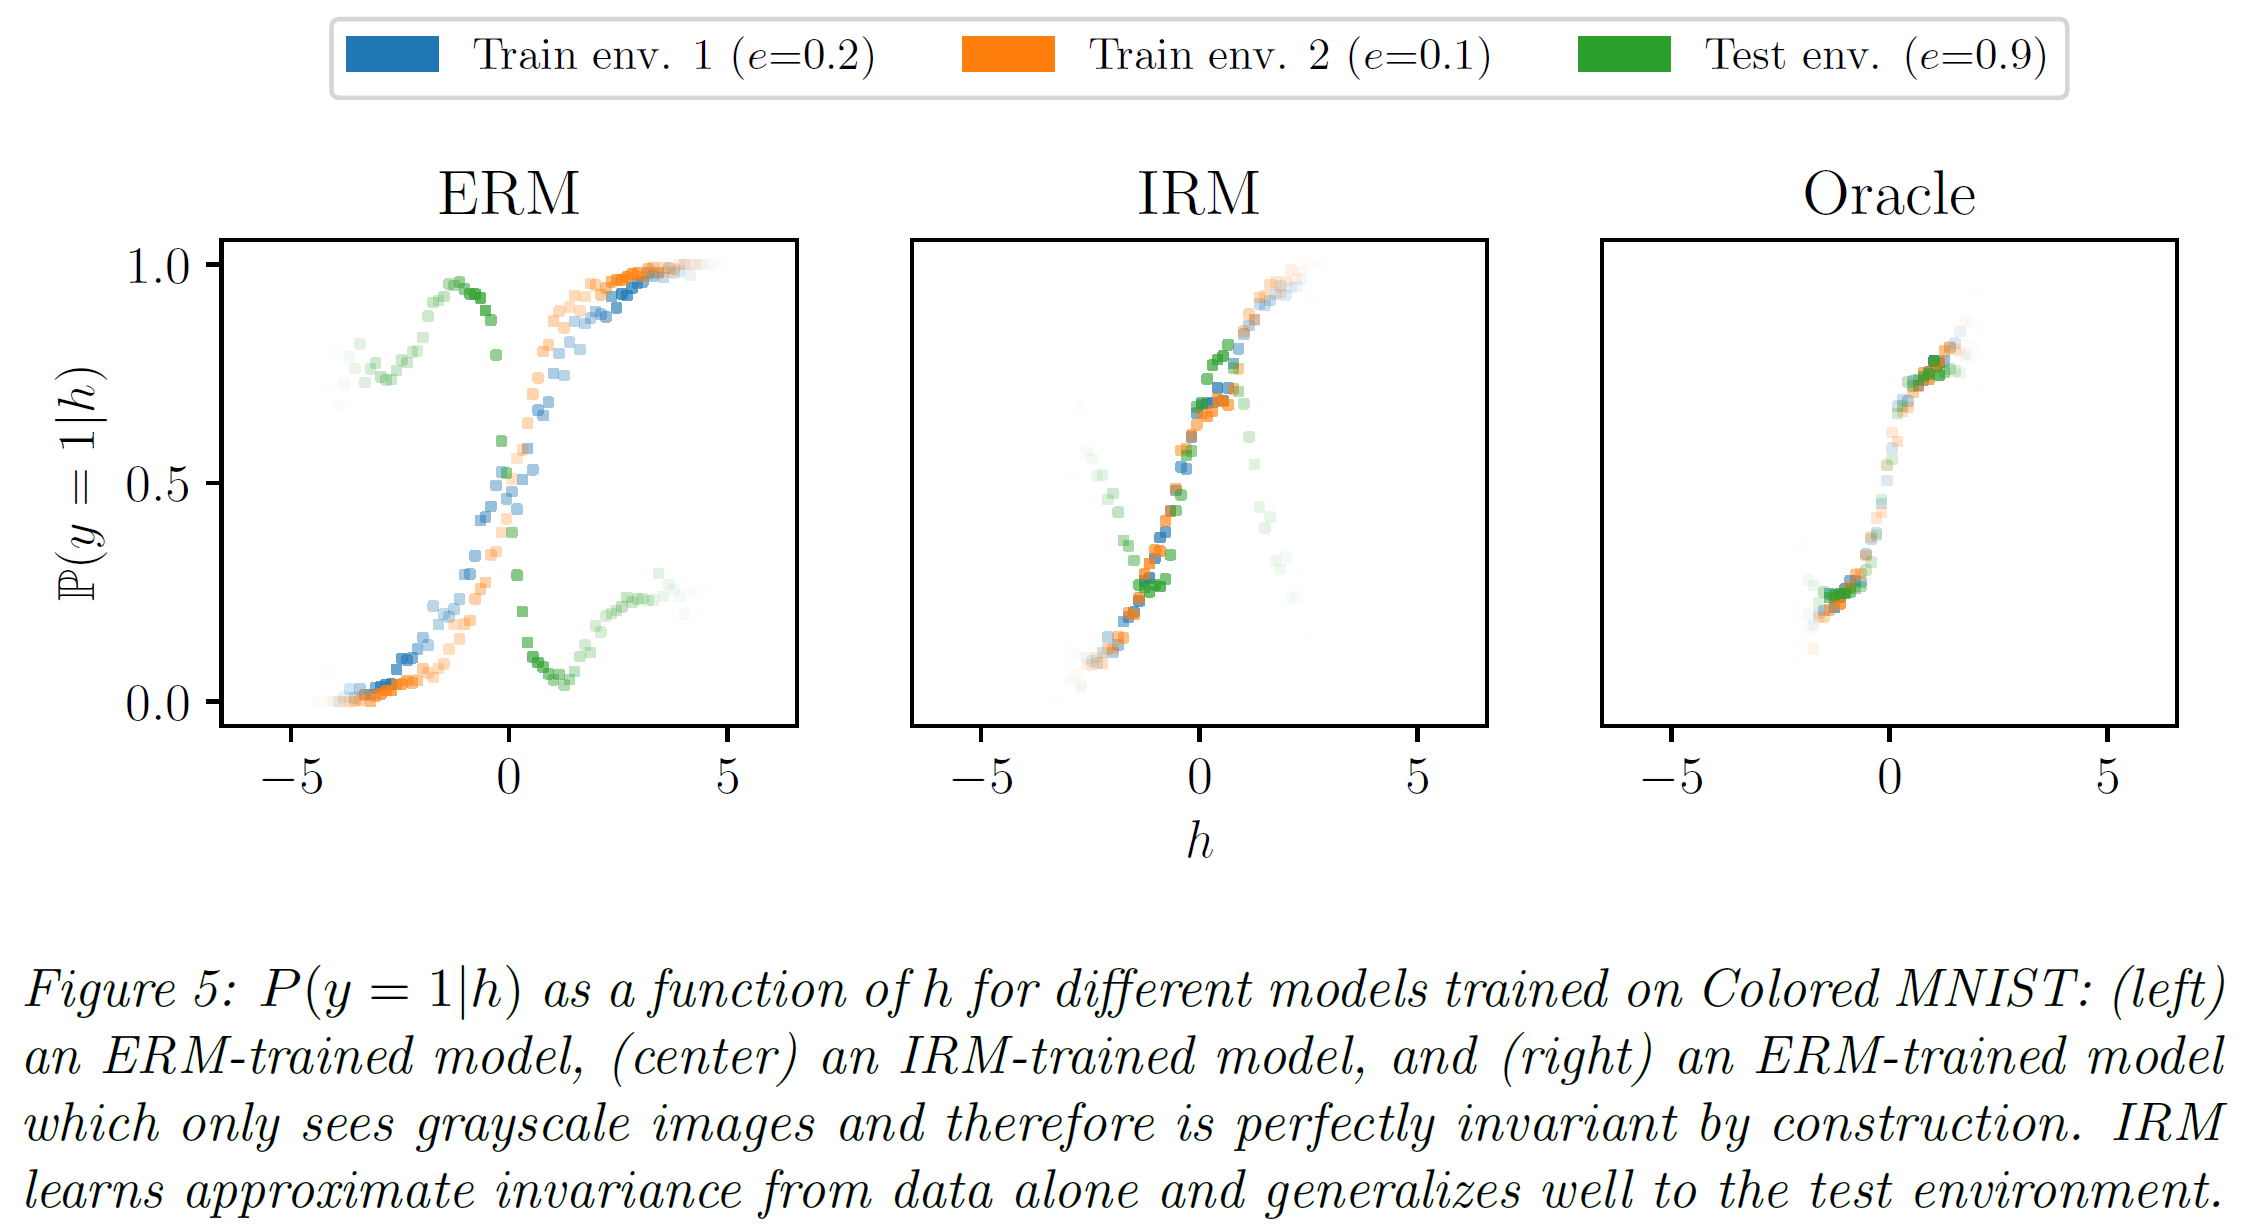 Train env. 1 (e=0.2) Train env. 2 (e=0.1) Test env. (e=0.9)
ERM IRM Oracle
1.0
0.5
0.0
ℙ(y = 1|h)
−5 0 5 −5 0 5 −5 0 5
h
Figure 5: P(y = 1|h) as a function of h for different models trained on Colored MNIST: (left)
an ERM-trained model, (center) an IRM-trained model, and (right) an ERM-trained model
which only sees grayscale images and therefore is perfectly invariant by construction. IRM
learns approximate invariance from data alone and generalizes well to the test environment.